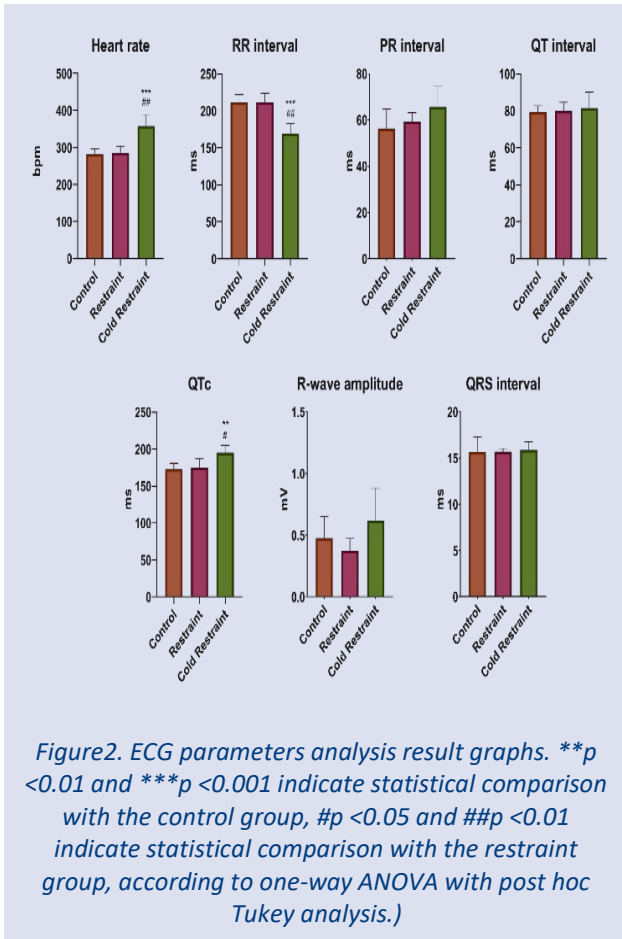 Heart rate
RR interval
PR interval
QT interval
500
400
300
200
100
0
bpm
***
##
Control
Restraint
Cold Restraint
250
200
150
100
50
0
ms
***
##
Control
Restraint
Cold Restraint
80
60
40
20
0
ms
Control
Restraint
Cold Restraint
100
80
60
40
20
0
ms
Control
Restraint
Cold Restraint
QTc
R-wave amplitude
QRS interval
250
200
150
100
50
0
ms
**
#
Control
Restraint
Cold Restraint
1.5
1.0
0.5
0.0
mV
Control
Restraint
Cold Restraint
20
15
10
5
0
ms
Control
Restraint
Cold Restraint
Figure2. ECG parameters analysis result graphs. **p
<0.01 and ***p <0.001 indicate statistical comparison
with the control group, #p <0.05 and ##p <0.01
indicate statistical comparison with the restraint
group, according to one-way ANOVA with post hoc
Tukey analysis.)